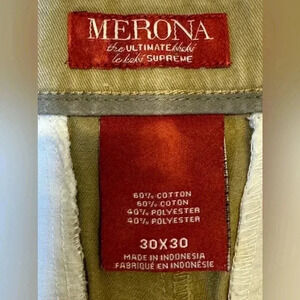 MERONA
the ULTIMATE khaki
le kaki SUPRÊME
60% COTTON
60% COTON
40% POLYESTER
40% POLYESTER
30X30
MADE IN INDONESIA
FABRIQUÉ EN INDONÉSIE